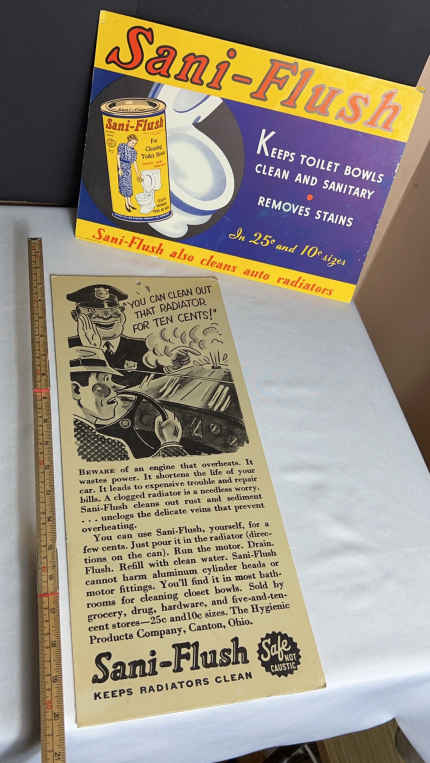 Sani-Flush
Sani-Flush
For
Cleaning
Toilet Bowls
KEEPS TOILET BOWLS
CLEAN AND SANITARY
REMOVES STAINS
In 25¢ and 10¢ sizes
Sani-Flush also cleans auto radiators
"YOU CAN CLEAN OUT
THAT RADIATOR
FOR TEN CENTS!"
BEWARE of an engine that overheats. It
wastes power. It shortens the life of your
car. It leads to expensive trouble and repair
bills. A clogged radiator is a needless worry.
Sani-Flush cleans out rust and sediment
. . . unclogs the delicate veins that prevent
overheating.
You can use Sani-Flush, yourself, for a
few cents. Just pour it in the radiator (direc-
tions on the can). Run the motor. Drain.
Flush. Refill with clean water. Sani-Flush
cannot harm aluminum cylinder heads or
motor fittings. You'll find it in most bath-
rooms for cleaning closet bowls. Sold by
grocery, drug, hardware, and five-and-ten-
cent stores—25c and 10c sizes. The Hygienic
Products Company, Canton, Ohio.
Sani-Flush
KEEPS RADIATORS CLEAN
Safe
NOT
CAUSTIC